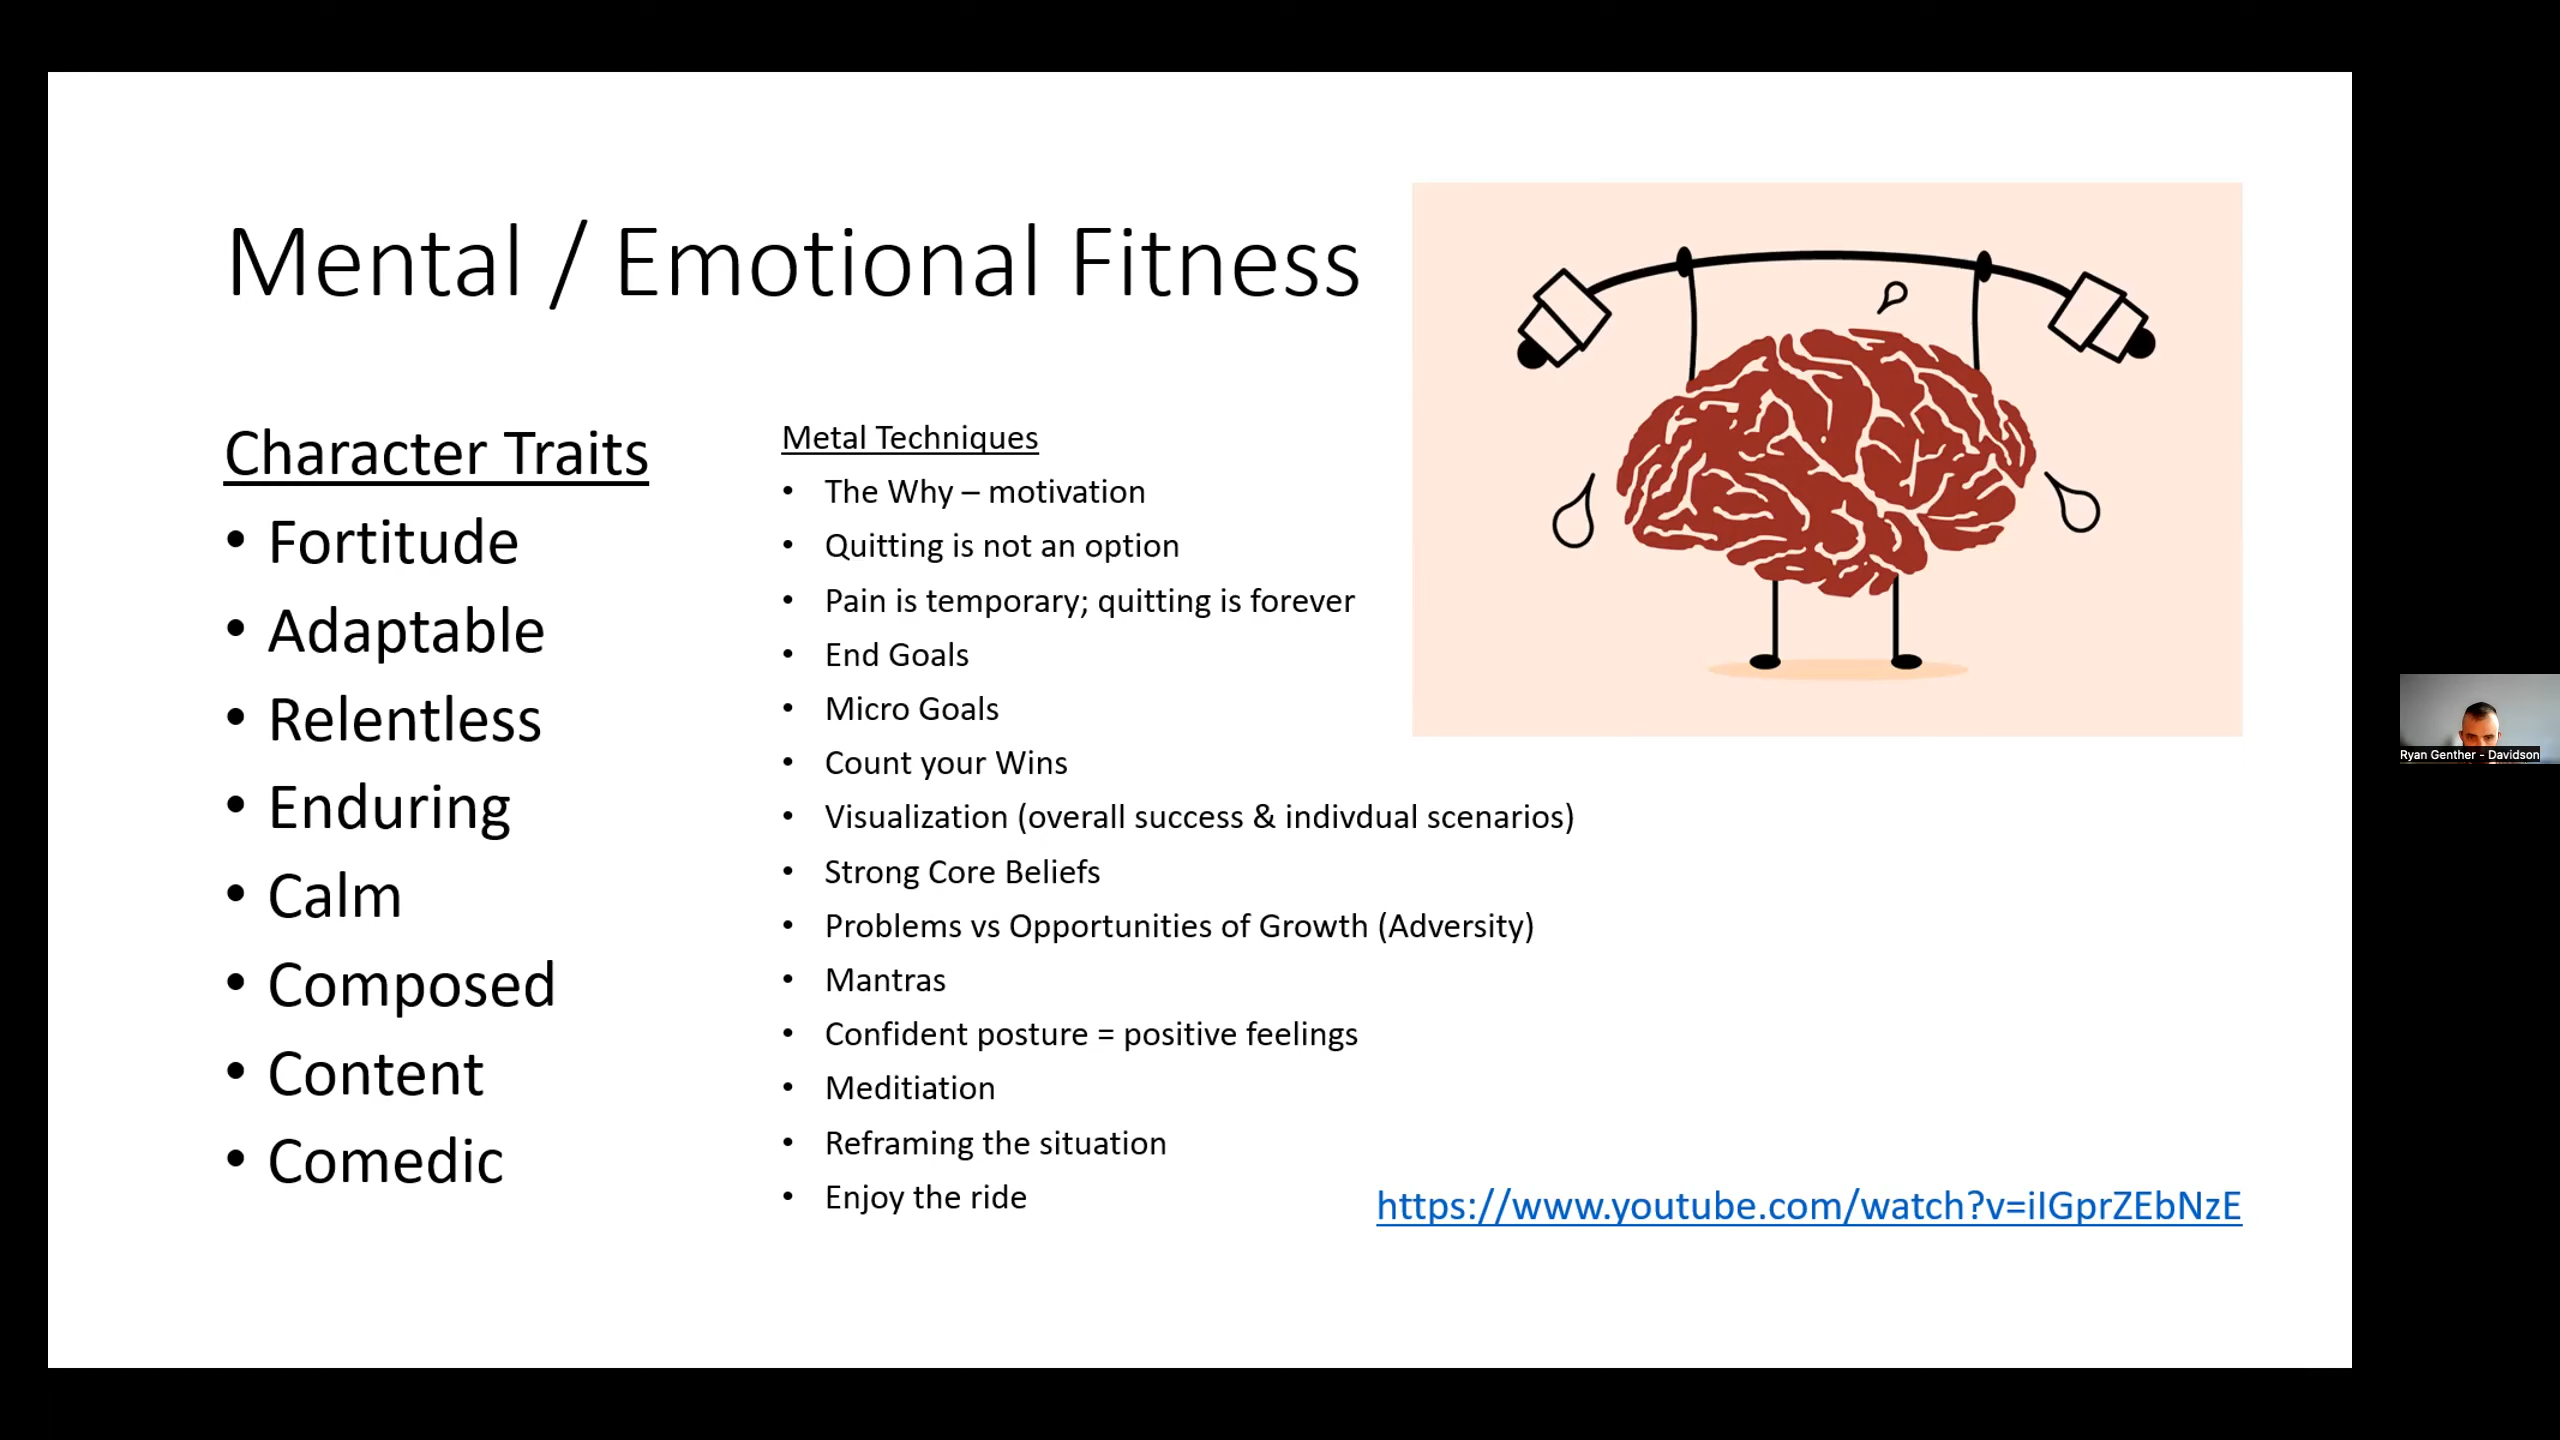 Mental / Emotional Fitness
Character Traits
• Fortitude
• Adaptable
• Relentless
• Enduring
• Calm
• Composed
• Content
• Comedic
Metal Techniques
• The Why – motivation
• Quitting is not an option
• Pain is temporary; quitting is forever
• End Goals
• Micro Goals
• Count your Wins
• Visualization (overall success & indivdual scenarios)
• Strong Core Beliefs
• Problems vs Opportunities of Growth (Adversity)
• Mantras
• Confident posture = positive feelings
• Meditiation
• Reframing the situation
• Enjoy the ride
https://www.youtube.com/watch?v=iIGprZEbNzE
Ryan Genther - Davidson